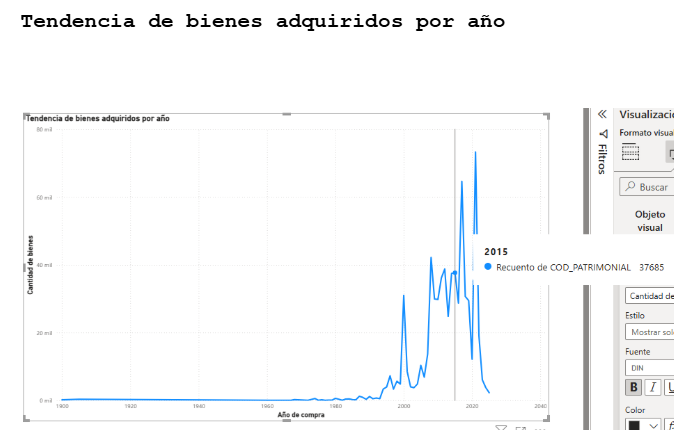 Tendencia de bienes adquiridos por año
Tendencia de bienes adquiridos por año
80 mil
60 mil
40 mil
20 mil
0 mil
Cantidad de bienes
1900 1920 1940 1960 1980 2000 2020 2040
Año de compra
2015
Recuento de COD_PATRIMONIAL 37685
Filtros
Visualizaci
Formato visua
Buscar
Objeto
visual
Cantidad de
Estilo
Mostrar sol
Fuente
DIN
B I U
Color